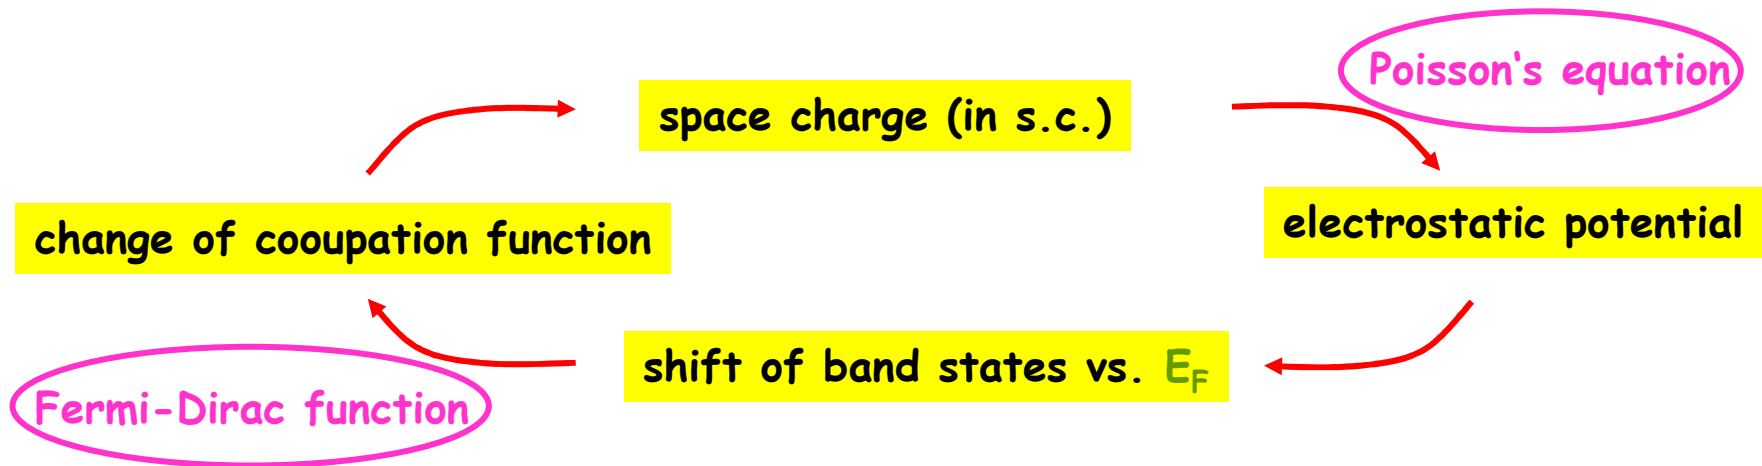 Poisson's equation
space charge (in s.c.)
electrostatic potential
change of cooupation function
shift of band states vs. E_F
Fermi-Dirac function